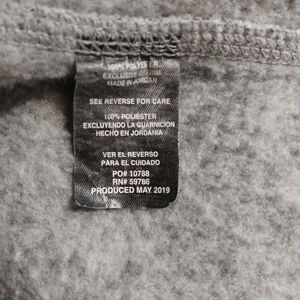 100% POLYESTER
EXCLUSIVE OF TRIM
MADE IN JORDAN
SEE REVERSE FOR CARE
100% POLIÉSTER
EXCLUYENDO LA GUARNICION
HECHO EN JORDANIA
VER EL REVERSO
PARA EL CUIDADO
PO# 10788
RN# 59786
PRODUCED MAY 2019